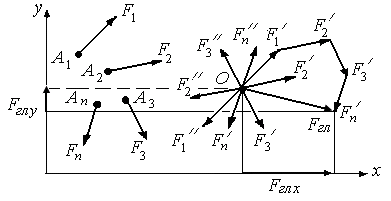 y F₁ F₃′′ Fₙ′′ F₁′ F₂′
A₁ F₂
A₂ O F₂′ F₃′
Fглy Aₙ A₃ F₂′′
F₁′′ Fₙ′ F₃′ Fгл Fₙ′
Fₙ F₃
Fглx x